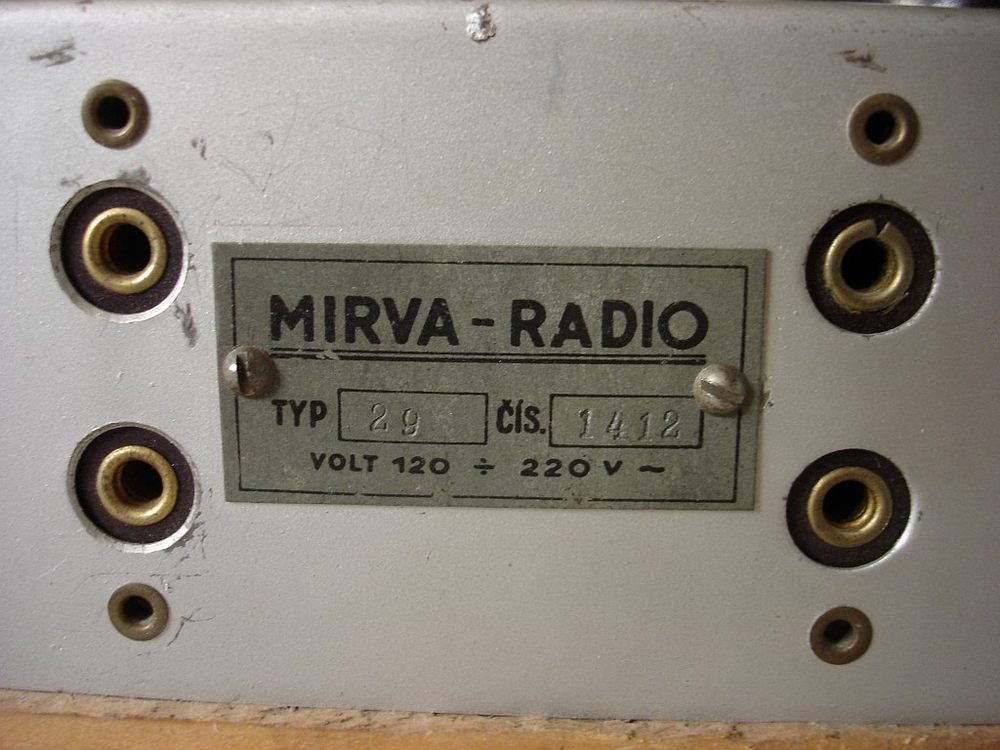 MIRVA - RADIO
TYP 29 ČÍS. 1412
VOLT 120 ÷ 220 V ~